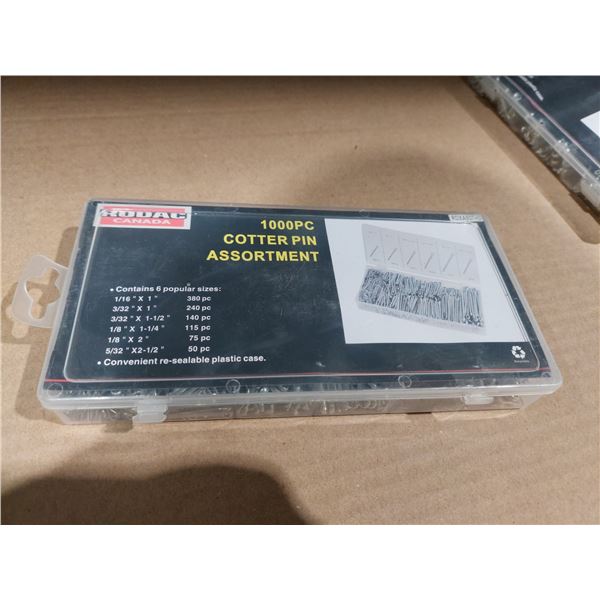 RODAC
CANADA
1000PC
COTTER PIN
ASSORTMENT
• Contains 6 popular sizes:
1/16 " X 1 " 380 pc
3/32 " X 1 " 240 pc
3/32 " X 1-1/2 " 140 pc
1/8 " X 1-1/4 " 115 pc
1/8 " X 2 " 75 pc
5/32 " X2-1/2 " 50 pc
• Convenient re-sealable plastic case.